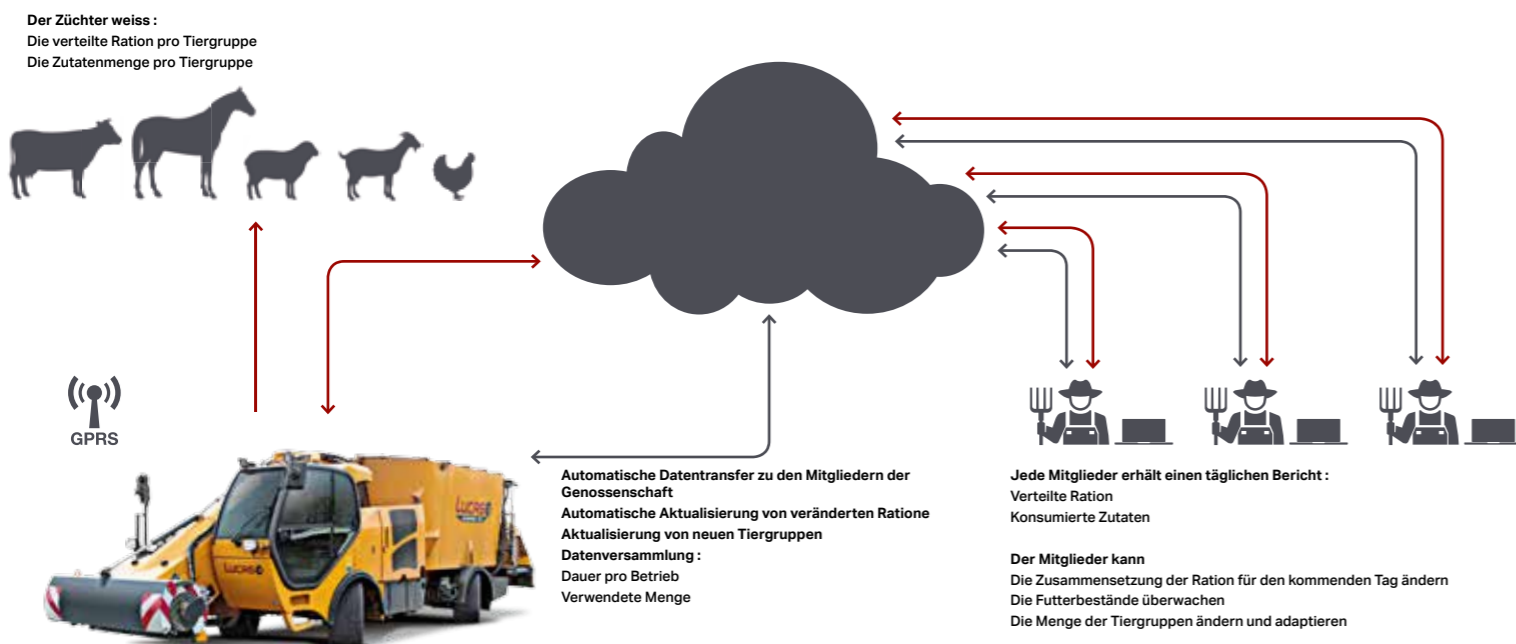 Der Züchter weiss :
Die verteilte Ration pro Tiergruppe
Die Zutatenmenge pro Tiergruppe
GPRS
LUCAS
LUCAS
Automatische Datentransfer zu den Mitgliedern der
Genossenschaft
Automatische Aktualisierung von veränderten Ratione
Aktualisierung von neuen Tiergruppen
Datenversammlung :
Dauer pro Betrieb
Verwendete Menge
Jede Mitglieder erhält einen täglichen Bericht :
Verteilte Ration
Konsumierte Zutaten
Der Mitglieder kann
Die Zusammensetzung der Ration für den kommenden Tag ändern
Die Futterbestände überwachen
Die Menge der Tiergruppen ändern und adaptieren